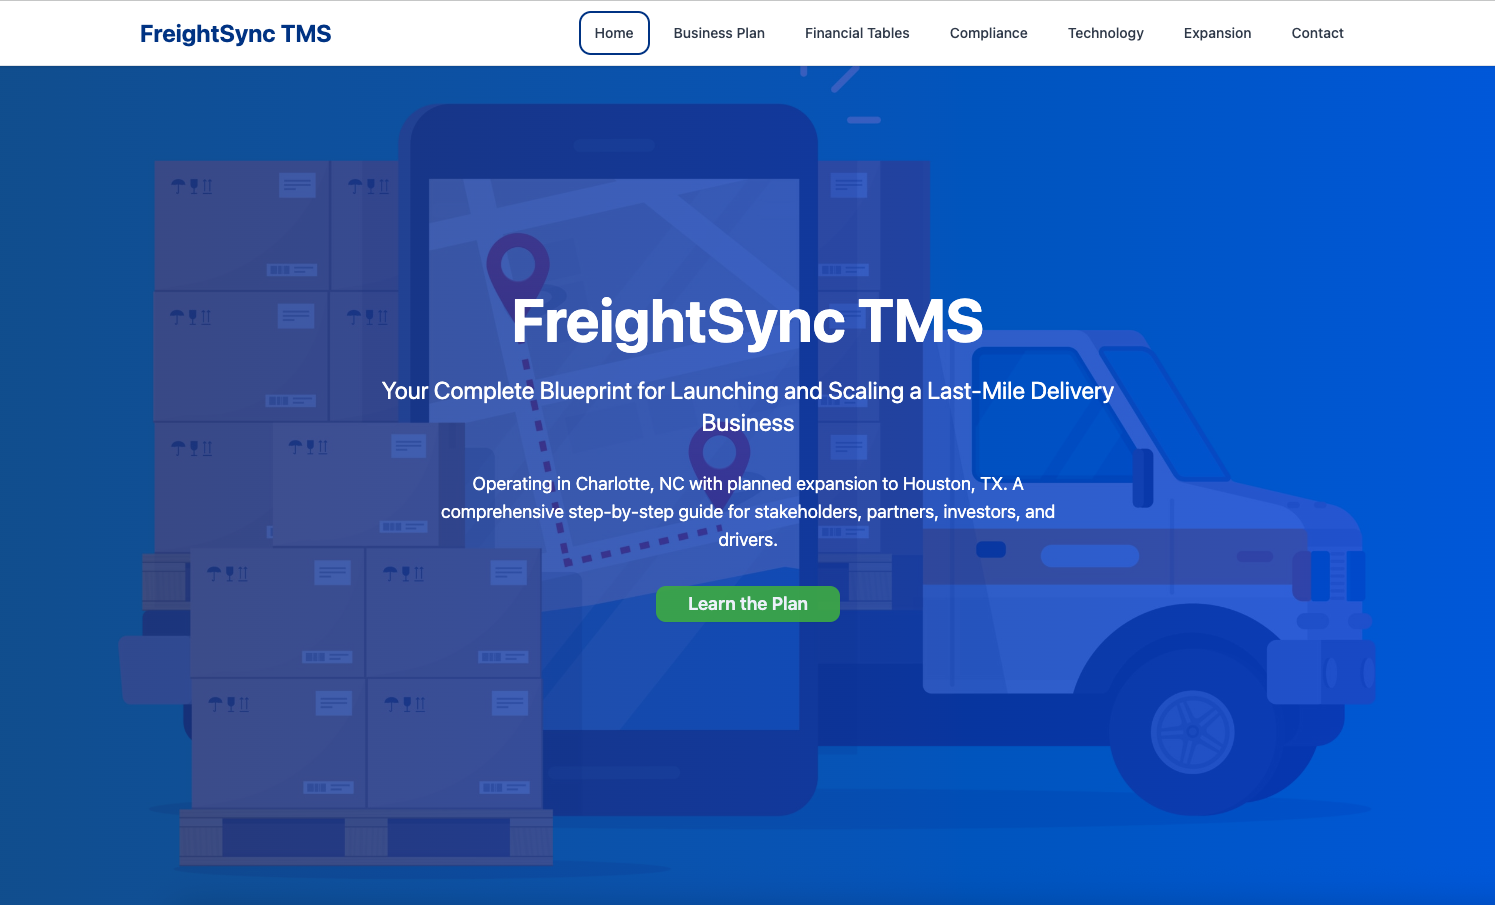 FreightSync TMS
Home
Business Plan
Financial Tables
Compliance
Technology
Expansion
Contact
FreightSync TMS
Your Complete Blueprint for Launching and Scaling a Last-Mile Delivery
Business
Operating in Charlotte, NC with planned expansion to Houston, TX. A
comprehensive step-by-step guide for stakeholders, partners, investors, and
drivers.
Learn the Plan